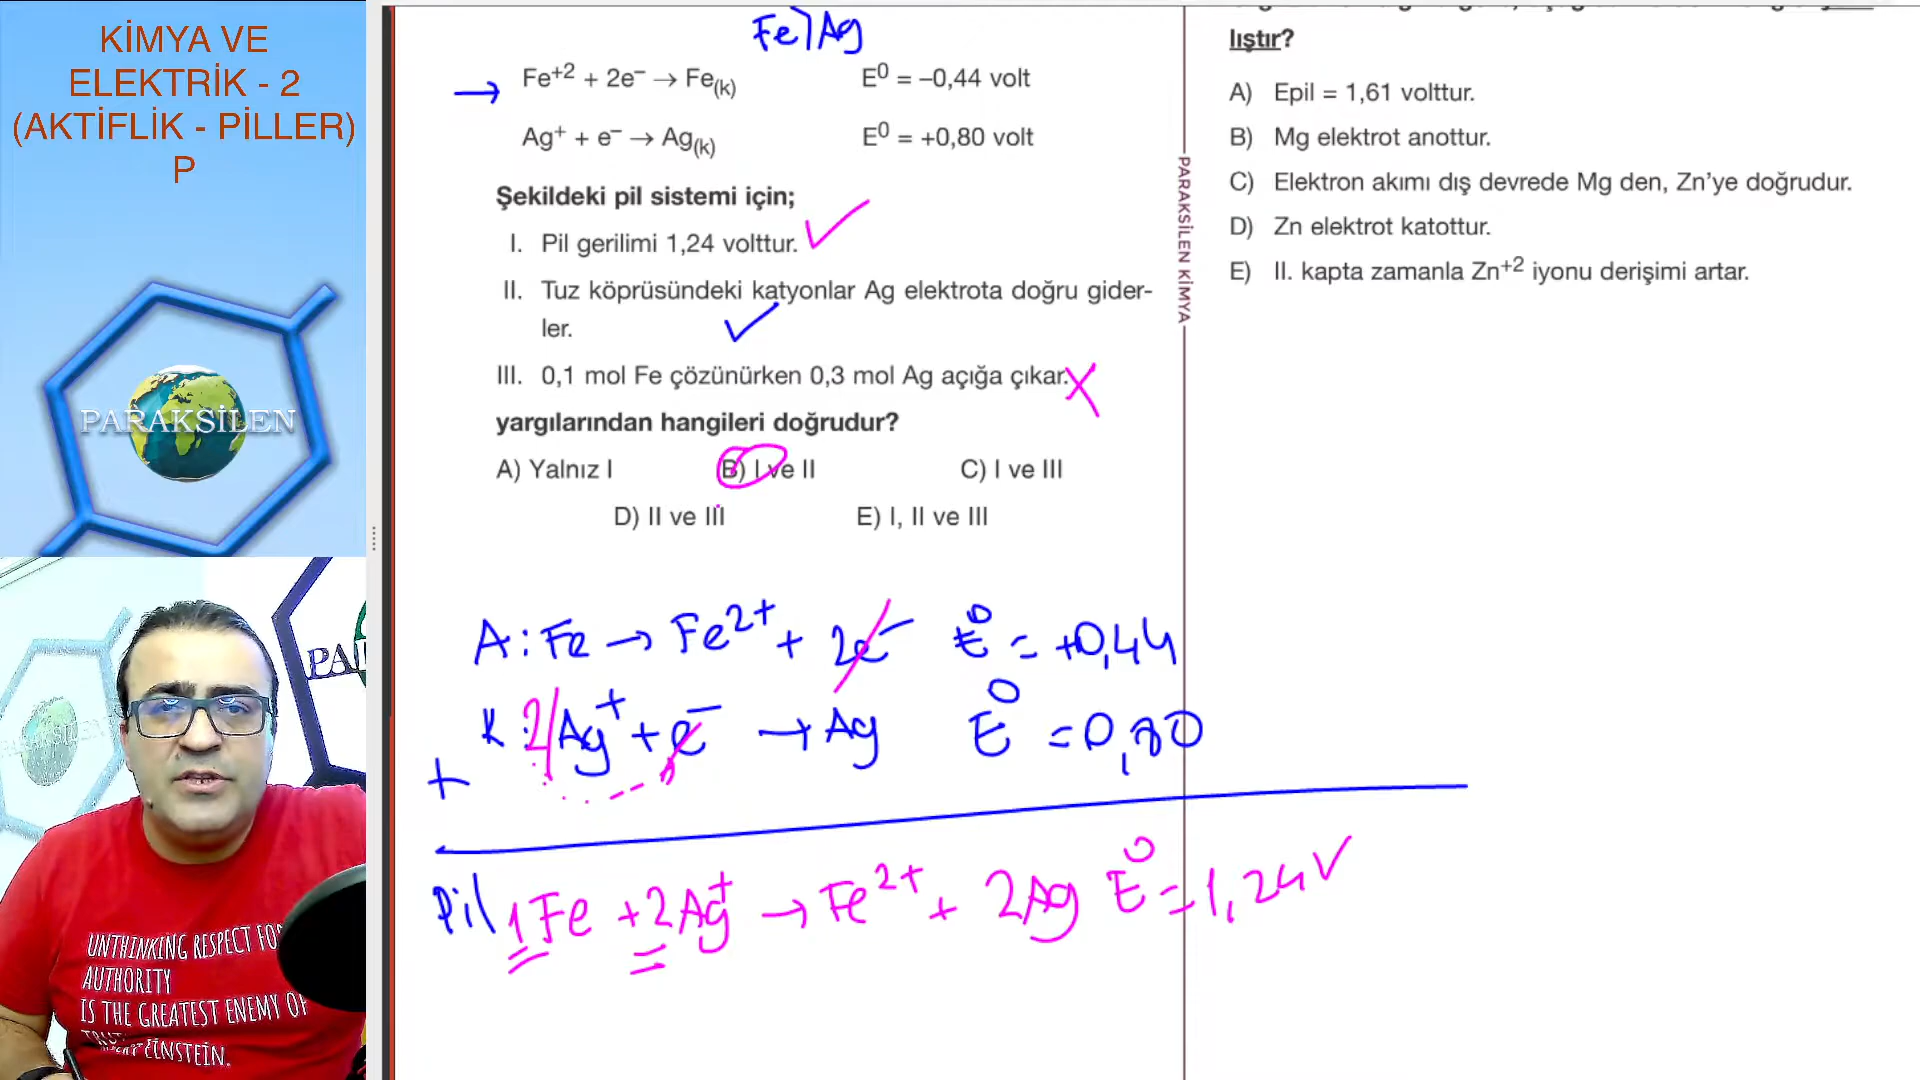 KİMYA VE
ELEKTRİK - 2
(AKTİFLİK - PİLLER)
P
PARAKSİLEN
UNTHINKING RESPECT FO
AUTHORITY
IS THE GREATEST ENEMY OF
EİNSTEİN.
Fe > Ag
Fe+2 + 2e– → Fe(k) E0 = –0,44 volt
Ag+ + e– → Ag(k) E0 = +0,80 volt
Şekildeki pil sistemi için;
I. Pil gerilimi 1,24 volttur.
II. Tuz köprüsündeki katyonlar Ag elektrota doğru gider-
ler.
III. 0,1 mol Fe çözünürken 0,3 mol Ag açığa çıkar.
yargılarından hangileri doğrudur?
A) Yalnız I B) I ve II C) I ve III
D) II ve III E) I, II ve III
A: Fe → Fe2+ + 2e– E0 = +0,44
K: 2/ Ag+ + e– → Ag E0 = 0,80
+
Pil 1Fe + 2Ag+ → Fe2+ + 2Ag E0 = 1,24V
PARAKSİLEN KİMYA
lıştır?
A) Epil = 1,61 volttur.
B) Mg elektrot anottur.
C) Elektron akımı dış devrede Mg den, Zn’ye doğrudur.
D) Zn elektrot katottur.
E) II. kapta zamanla Zn+2 iyonu derişimi artar.